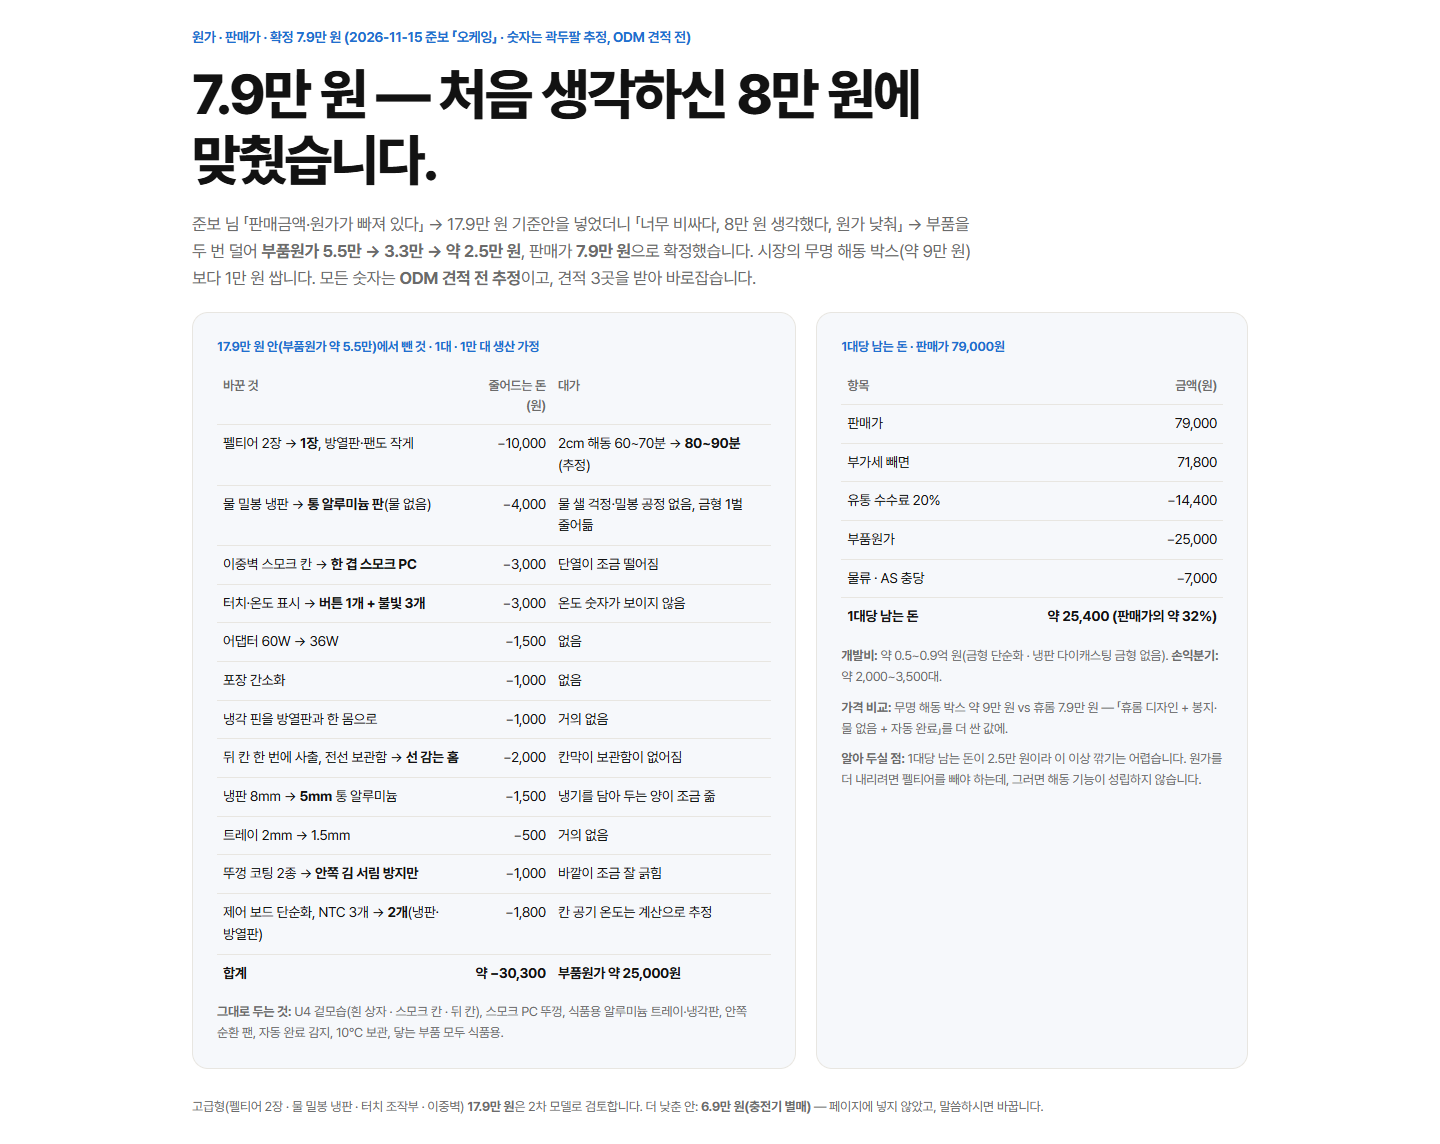 원가 · 판매가 · 확정 7.9만 원 (2026-11-15 준보 「오케잉」 · 숫자는 곽두팔 추정, ODM 견적 전)
7.9만 원 — 처음 생각하신 8만 원에
맞췄습니다.
준보 님 「판매금액·원가가 빠져 있다」 → 17.9만 원 기준안을 넣었더니 「너무 비싸다, 8만 원 생각했다, 원가 낮춰」 → 부품을
두 번 덜어 부품원가 5.5만 → 3.3만 → 약 2.5만 원, 판매가 7.9만 원으로 확정했습니다. 시장의 무명 해동 박스(약 9만 원)
보다 1만 원 쌉니다. 모든 숫자는 ODM 견적 전 추정이고, 견적 3곳을 받아 바로잡습니다.
17.9만 원 안(부품원가 약 5.5만)에서 뺀 것 · 1대 · 1만 대 생산 가정
바꾼 것 줄어드는 돈 대가
(원)
펠티어 2장 → 1장, 방열판·팬도 작게 −10,000 2cm 해동 60~70분 → 80~90분
(추정)
물 밀봉 냉판 → 통 알루미늄 판(물 없음) −4,000 물 샐 걱정·밀봉 공정 없음, 금형 1벌
줄어듦
이중벽 스모크 칸 → 한 겹 스모크 PC −3,000 단열이 조금 떨어짐
터치·온도 표시 → 버튼 1개 + 불빛 3개 −3,000 온도 숫자가 보이지 않음
어댑터 60W → 36W −1,500 없음
포장 간소화 −1,000 없음
냉각 핀을 방열판과 한 몸으로 −1,000 거의 없음
뒤 칸 한 번에 사출, 전선 보관함 → 선 감는 홈 −2,000 칸막이 보관함이 없어짐
냉판 8mm → 5mm 통 알루미늄 −1,500 냉기를 담아 두는 양이 조금 줆
트레이 2mm → 1.5mm −500 거의 없음
뚜껑 코팅 2종 → 안쪽 김 서림 방지만 −1,000 바깥이 조금 잘 긁힘
제어 보드 단순화, NTC 3개 → 2개(냉판· −1,800 칸 공기 온도는 계산으로 추정
방열판)
합계 약 −30,300 부품원가 약 25,000원
그대로 두는 것: U4 겉모습(흰 상자 · 스모크 칸 · 뒤 칸), 스모크 PC 뚜껑, 식품용 알루미늄 트레이·냉각판, 안쪽
순환 팬, 자동 완료 감지, 10°C 보관, 닿는 부품 모두 식품용.
1대당 남는 돈 · 판매가 79,000원
항목 금액(원)
판매가 79,000
부가세 빼면 71,800
유통 수수료 20% −14,400
부품원가 −25,000
물류 · AS 충당 −7,000
1대당 남는 돈 약 25,400 (판매가의 약 32%)
개발비: 약 0.5~0.9억 원(금형 단순화 · 냉판 다이캐스팅 금형 없음). 손익분기:
약 2,000~3,500대.
가격 비교: 무명 해동 박스 약 9만 원 vs 휴롬 7.9만 원 — 「휴롬 디자인 + 봉지·
물 없음 + 자동 완료」를 더 싼 값에.
알아 두실 점: 1대당 남는 돈이 2.5만 원이라 이 이상 깎기는 어렵습니다. 원가를
더 내리려면 펠티어를 빼야 하는데, 그러면 해동 기능이 성립하지 않습니다.
고급형(펠티어 2장 · 물 밀봉 냉판 · 터치 조작부 · 이중벽) 17.9만 원은 2차 모델로 검토합니다. 더 낮춘 안: 6.9만 원(충전기 별매) — 페이지에 넣지 않았고, 말씀하시면 바꿉니다.